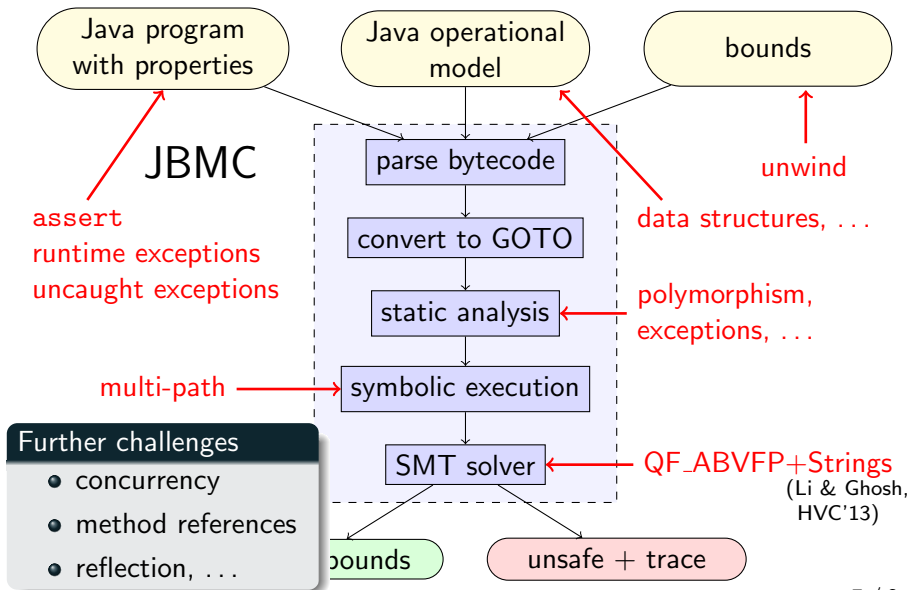 Java program
with properties
Java operational
model
bounds
JBMC
parse bytecode
unwind
assert
runtime exceptions
uncaught exceptions
data structures, ...
convert to GOTO
static analysis
polymorphism,
exceptions, ...
multi-path
symbolic execution
Further challenges
• concurrency
• method references
• reflection, ...
SMT solver
QF_ABVFP+Strings
(Li & Ghosh,
HVC'13)
bounds
unsafe + trace